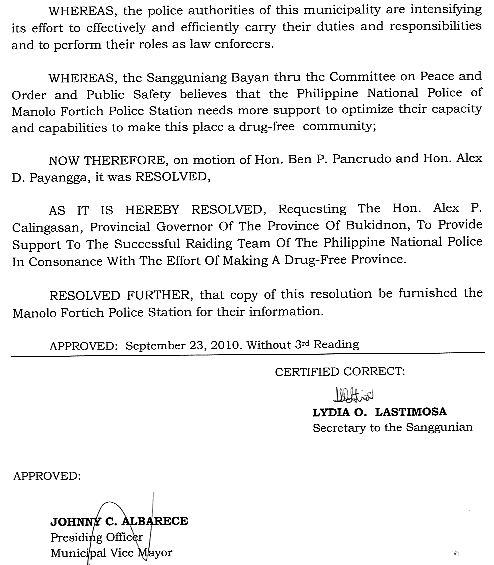 WHEREAS, the police authorities of this municipality are intensifying
its effort to effectively and efficiently carry their duties and responsibilities
and to perform their roles as law enforcers.
WHEREAS, the Sangguniang Bayan thru the Committee on Peace and
Order and Public Safety believes that the Philippine National Police of
Manolo Fortich Police Station needs more support to optimize their capacity
and capabilities to make this place a drug-free community;
NOW THEREFORE, on motion of Hon. Ben P. Pancrudo and Hon. Alex
D. Payangga, it was RESOLVED,
AS IT IS HEREBY RESOLVED, Requesting The Hon. Alex P.
Calingasan, Provincial Governor Of The Province Of Bukidnon, To Provide
Support To The Successful Raiding Team Of The Philippine National Police
In Consonance With The Effort Of Making A Drug-Free Province.
RESOLVED FURTHER, that copy of this resolution be furnished the
Manolo Fortich Police Station for their information.
APPROVED: September 23, 2010. Without 3rd Reading
CERTIFIED CORRECT:
LYDIA O. LASTIMOSA
Secretary to the Sanggunian
APPROVED:
JOHNNY C. ALBARECE
Presiding Officer
Municipal Vice Mayor